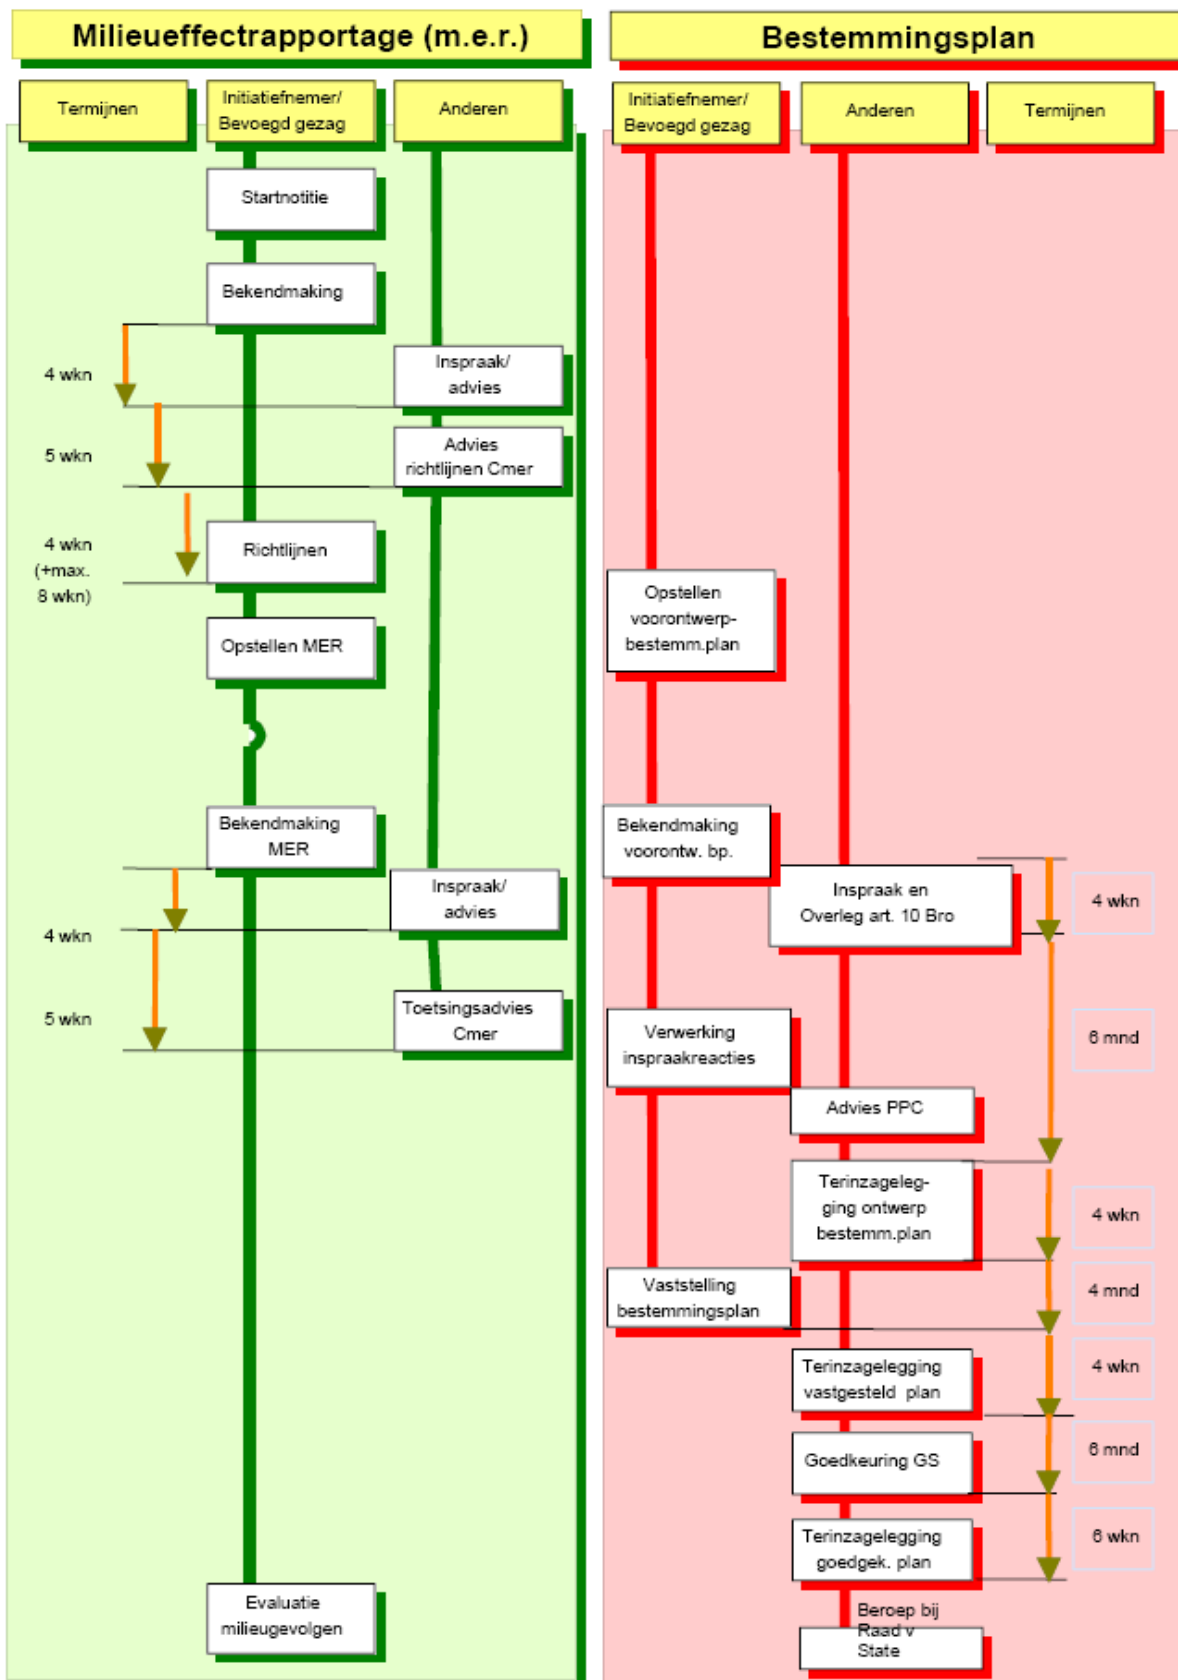 Milieueffectrapportage (m.e.r.)
Termijnen
Initiatiefnemer/
Bevoegd gezag
Anderen
Startnotitie
Bekendmaking
4 wkn
Inspraak/
advies
5 wkn
Advies
richtlijnen Cmer
4 wkn
(+max.
8 wkn)
Richtlijnen
Opstellen MER
Bekendmaking
MER
Inspraak/
advies
4 wkn
5 wkn
Toetsingsadvies
Cmer
Evaluatie
milieugevolgen
Bestemmingsplan
Initiatiefnemer/
Bevoegd gezag
Anderen
Termijnen
Opstellen
voorontwerp-
bestemm.plan
Bekendmaking
voorontw. bp.
Inspraak en
Overleg art. 10 Bro
4 wkn
Verwerking
inspraakreacties
6 mnd
Advies PPC
Terinzageleg-
ging ontwerp
bestemm.plan
4 wkn
Vaststelling
bestemmingsplan
4 mnd
Terinzagelegging
vastgesteld plan
4 wkn
Goedkeuring GS
6 mnd
Terinzagelegging
goedgek. plan
6 wkn
Beroep bij
Raad v
State